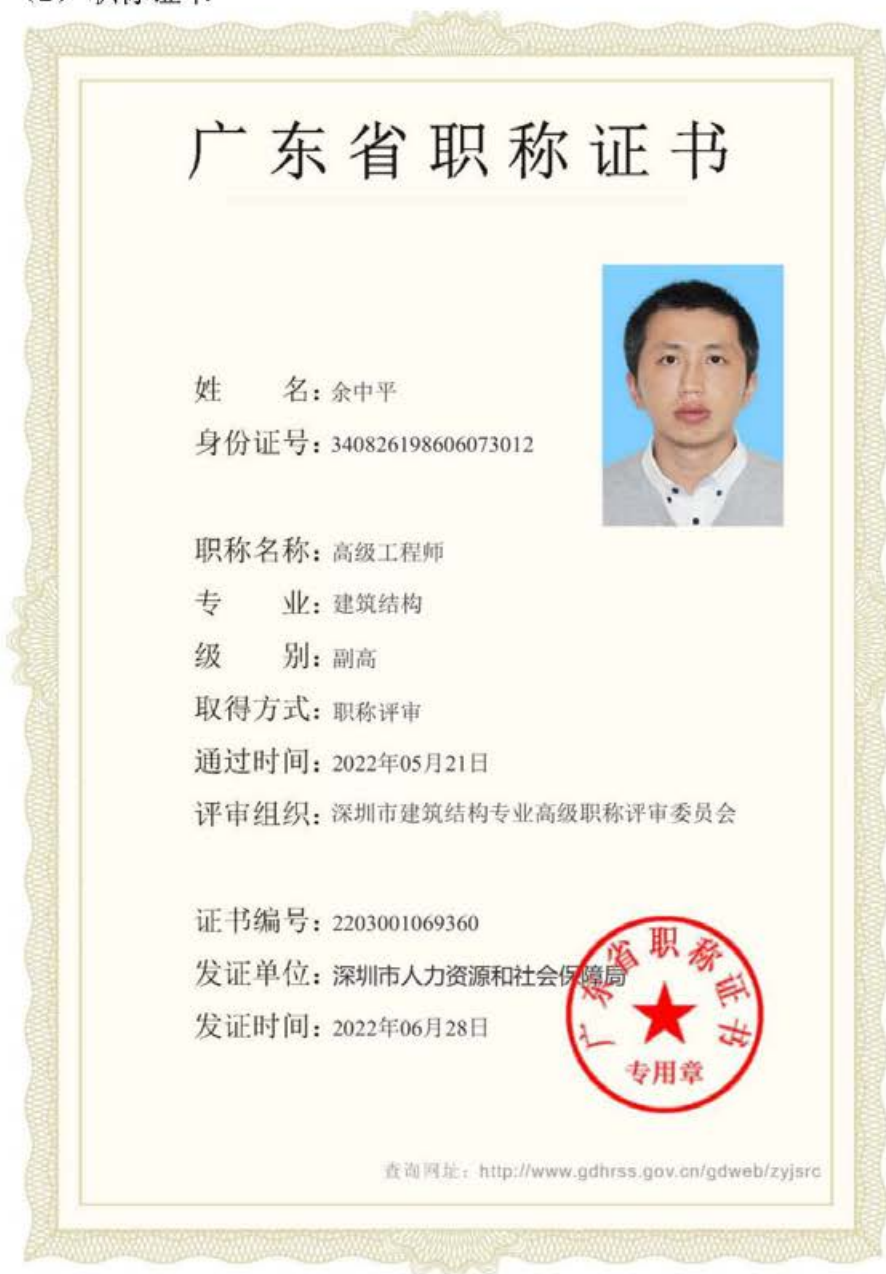 广东省职称证书
姓 名：余中平
身份证号：340826198606073012
职称名称：高级工程师
专 业：建筑结构
级 别：副高
取得方式：职称评审
通过时间：2022年05月21日
评审组织：深圳市建筑结构专业高级职称评审委员会
证书编号：2203001069360
发证单位：深圳市人力资源和社会保障局
发证时间：2022年06月28日
广东省职称证书
专用章
查询网址：http://www.gdhrss.gov.cn/gdweb/zyjsrc